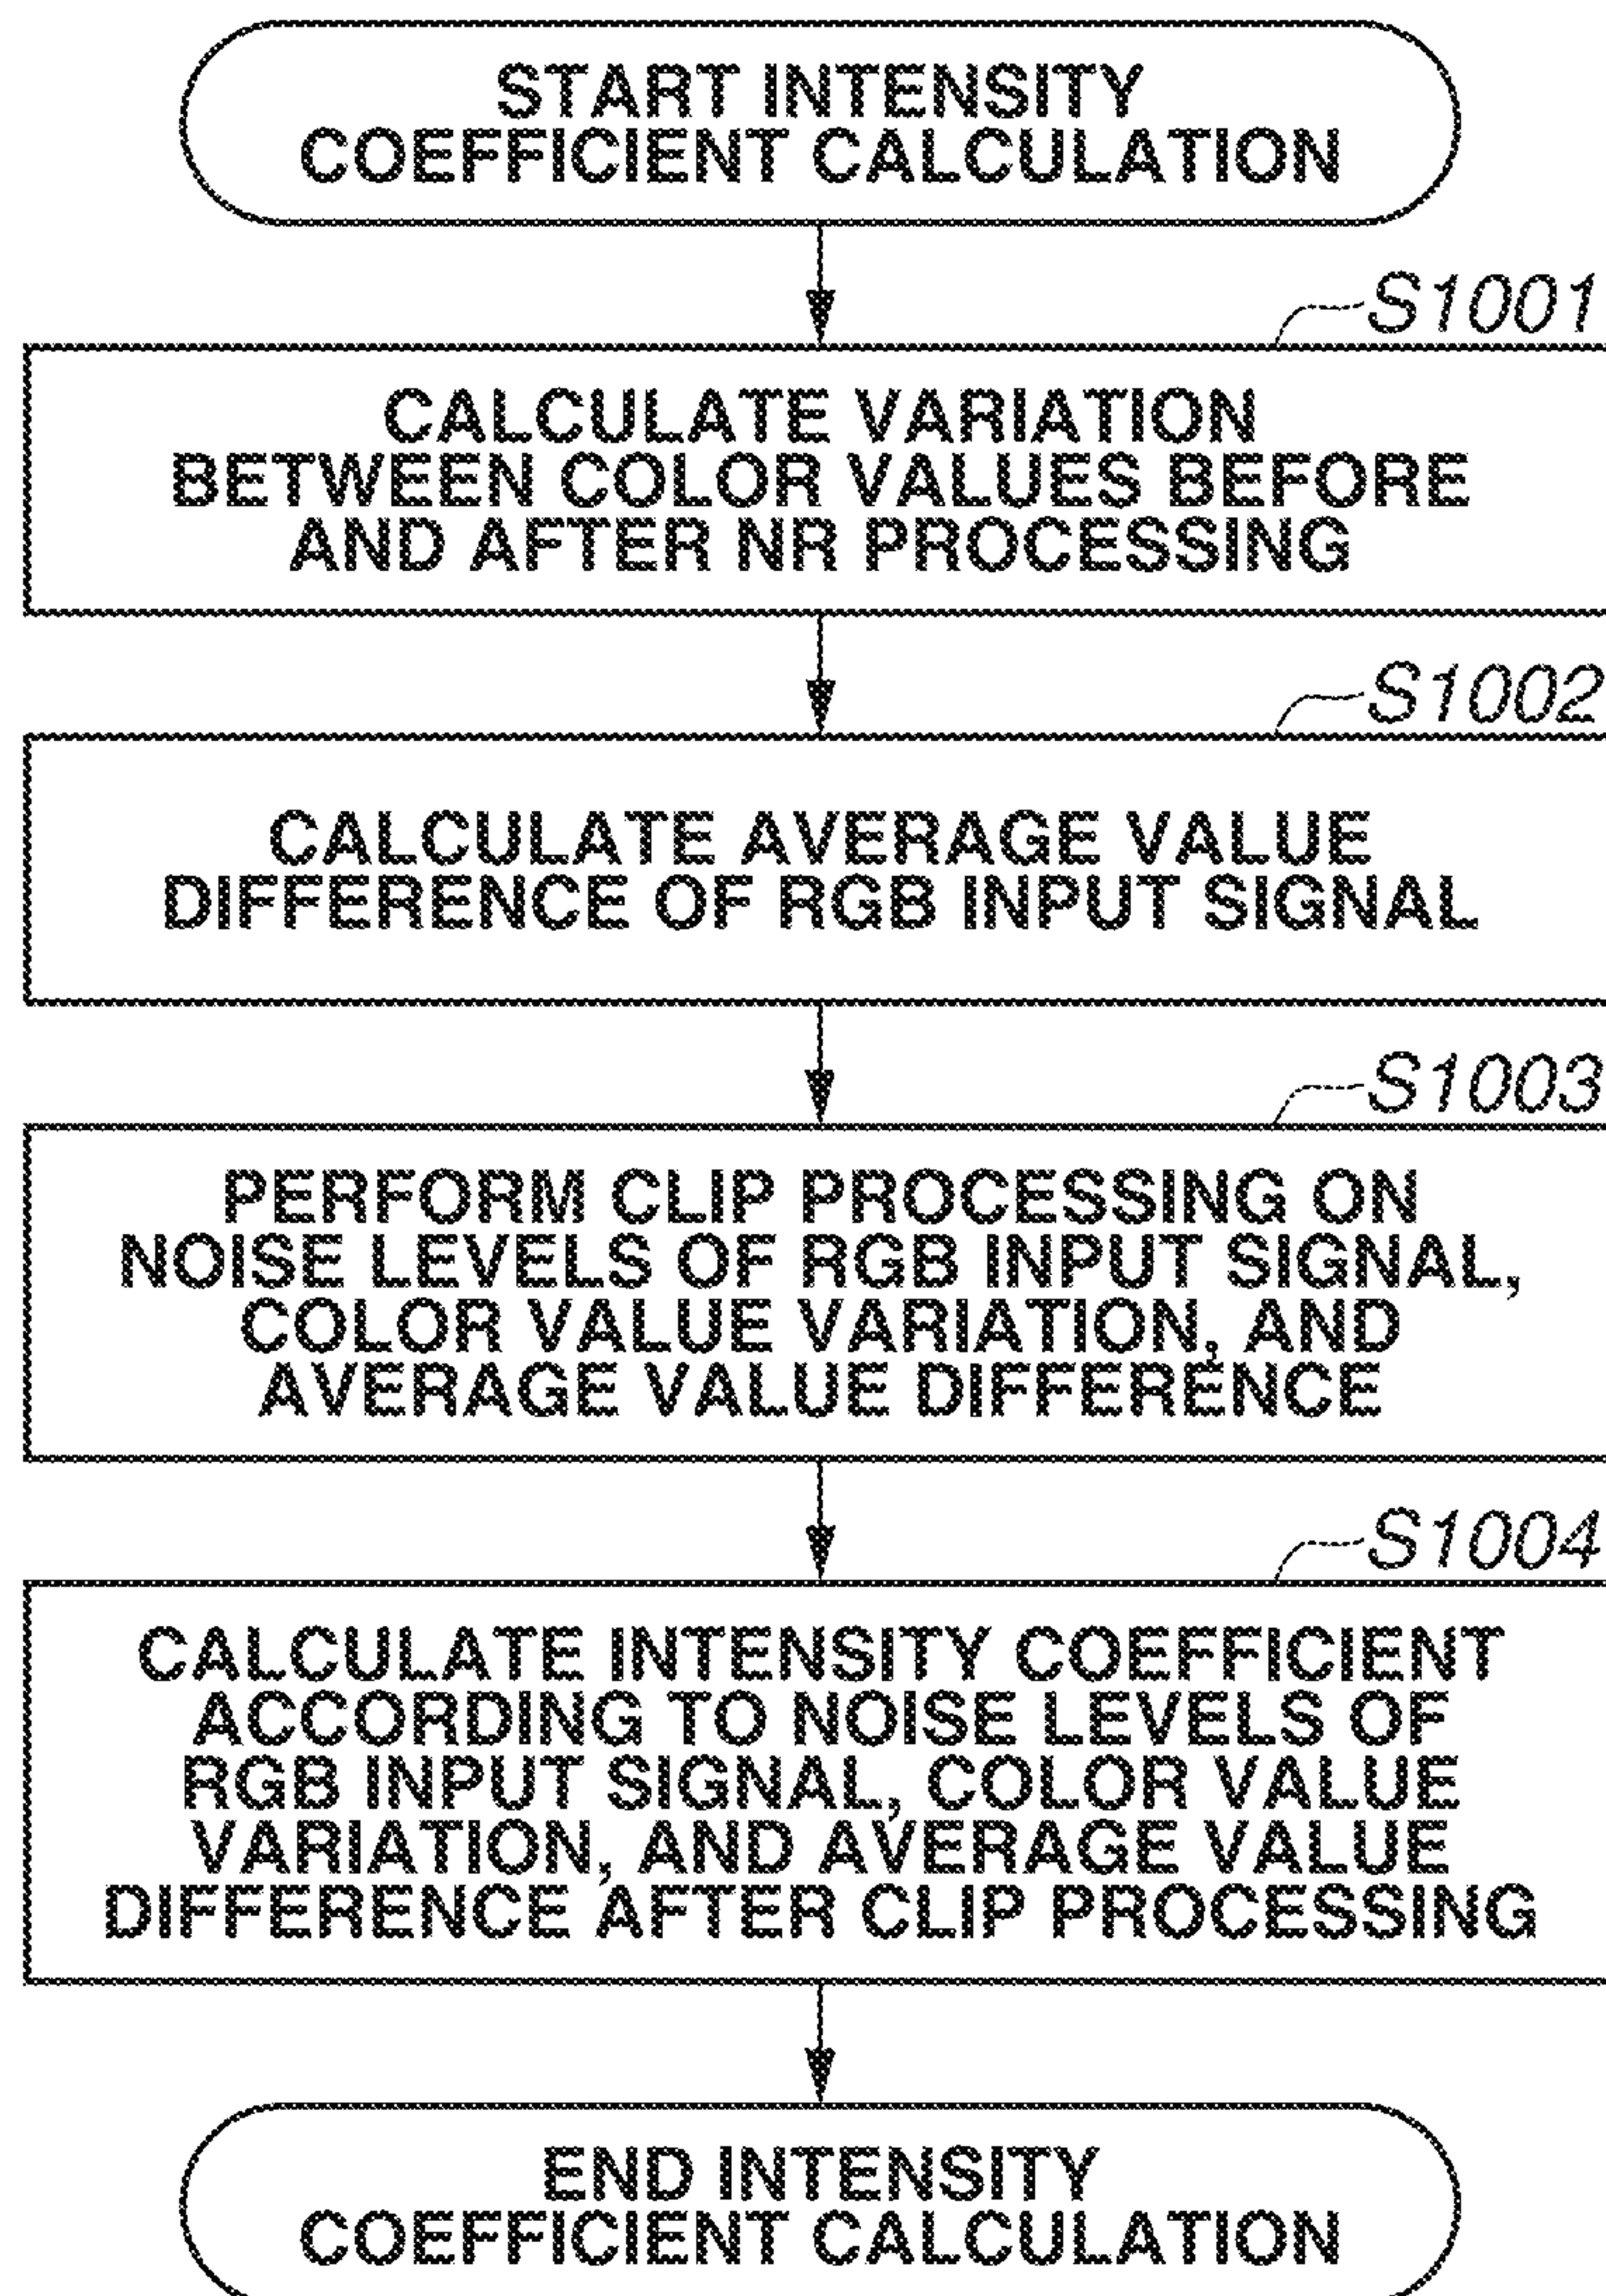 START INTENSITY
COEFFICIENT CALCULATION
S1001
CALCULATE VARIATION
BETWEEN COLOR VALUES BEFORE
AND AFTER NR PROCESSING
S1002
CALCULATE AVERAGE VALUE
DIFFERENCE OF RGB INPUT SIGNAL
S1003
PERFORM CLIP PROCESSING ON
NOISE LEVELS OF RGB INPUT SIGNAL,
COLOR VALUE VARIATION, AND
AVERAGE VALUE DIFFERENCE
S1004
CALCULATE INTENSITY COEFFICIENT
ACCORDING TO NOISE LEVELS OF
RGB INPUT SIGNAL, COLOR VALUE
VARIATION, AND AVERAGE VALUE
DIFFERENCE AFTER CLIP PROCESSING
END INTENSITY
COEFFICIENT CALCULATION